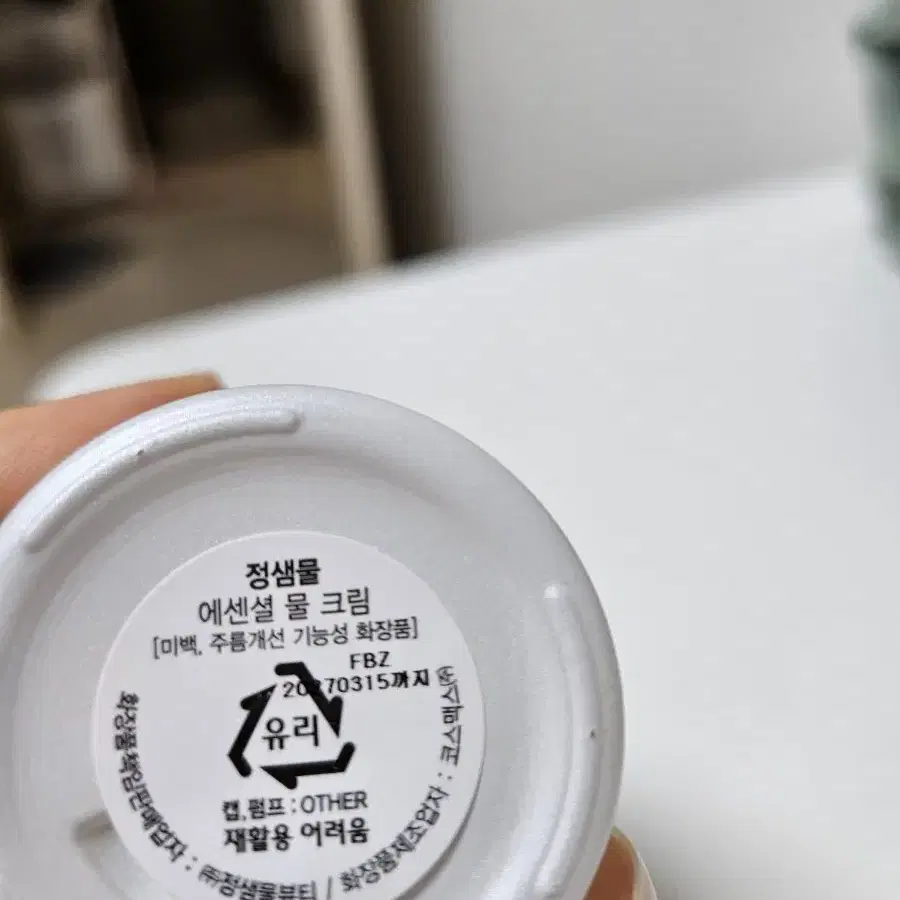 정샘물
에센셜 물 크림
[미백, 주름개선 기능성 화장품]
FBZ
20270315까지
유리
캡,펌프 : OTHER
재활용 어려움
화장품책임판매업자 : ㈜정샘물뷰티 / 화장품제조업자 : 코스맥스㈜